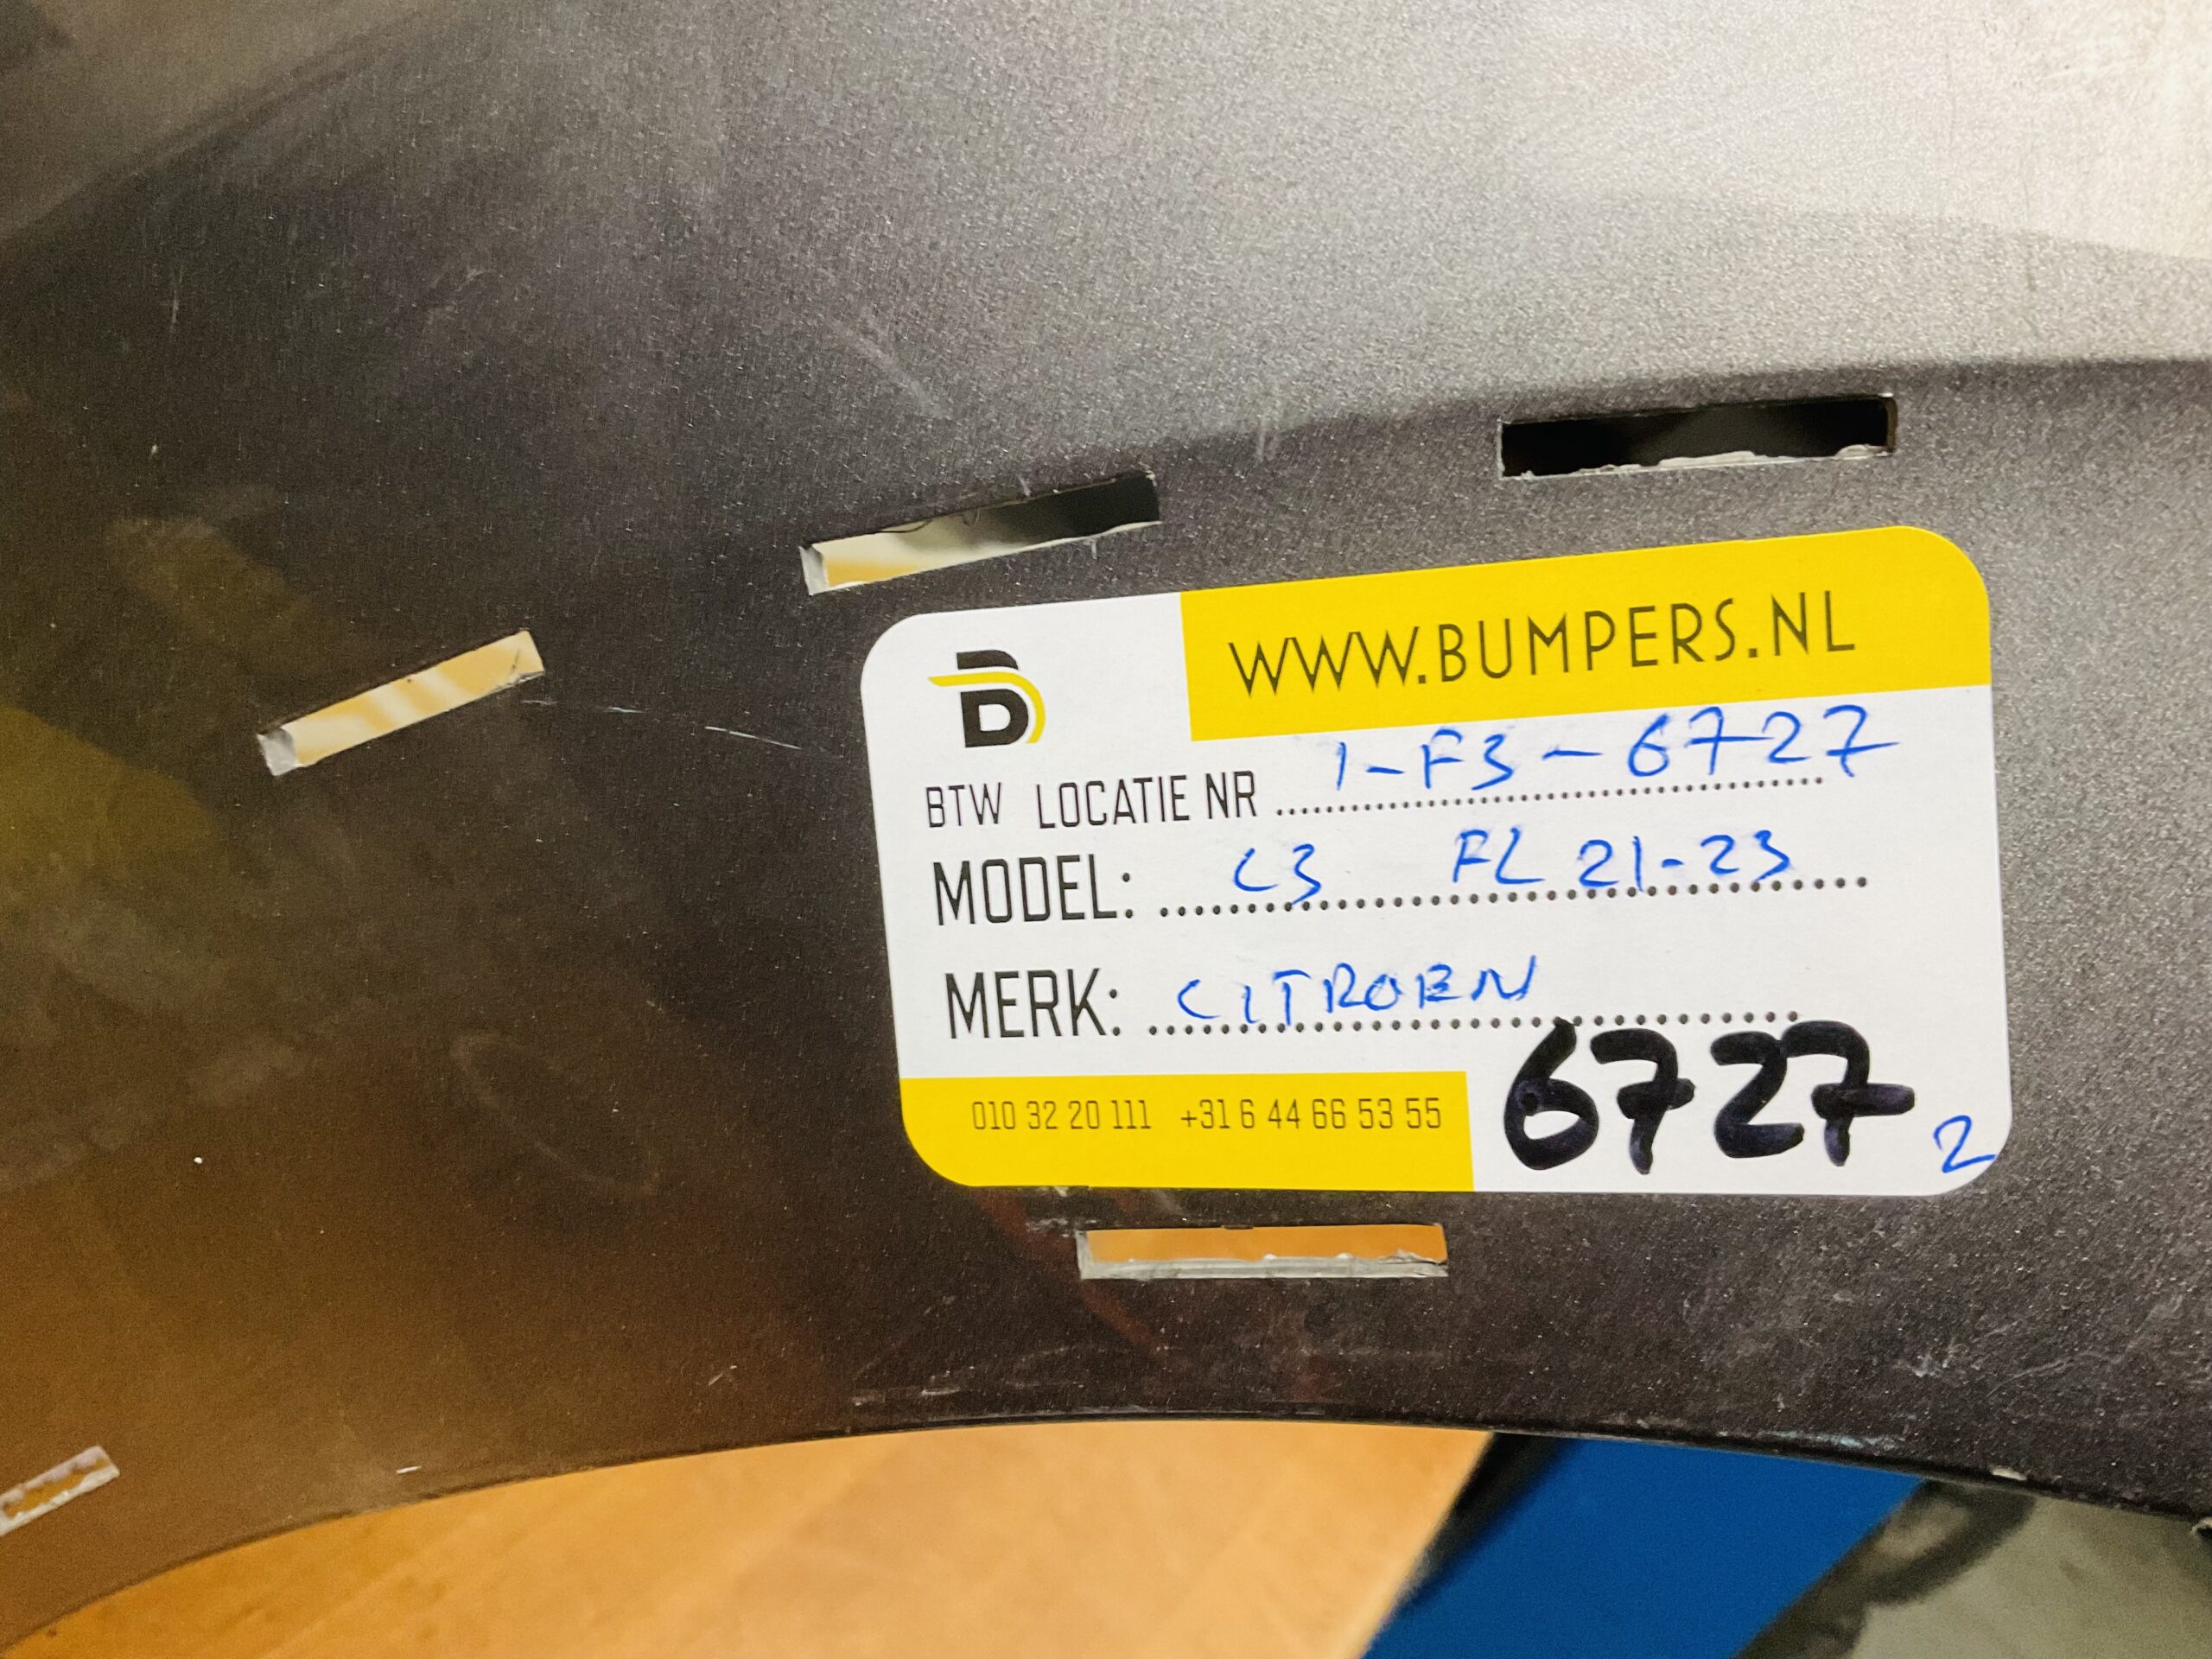 WWW.BUMPERS.NL
BTW LOCATIE NR 1-F3-6727
MODEL: C3 FL 21-23
MERK: CITROEN
010 32 20 111 +31 6 44 66 53 55
6727 2